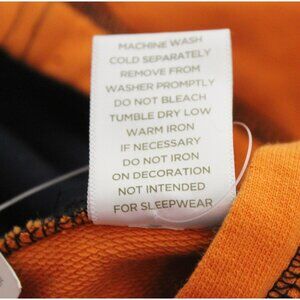 MACHINE WASH
COLD SEPARATELY
REMOVE FROM
WASHER PROMPTLY
DO NOT BLEACH
TUMBLE DRY LOW
WARM IRON
IF NECESSARY
DO NOT IRON
ON DECORATION
NOT INTENDED
FOR SLEEPWEAR